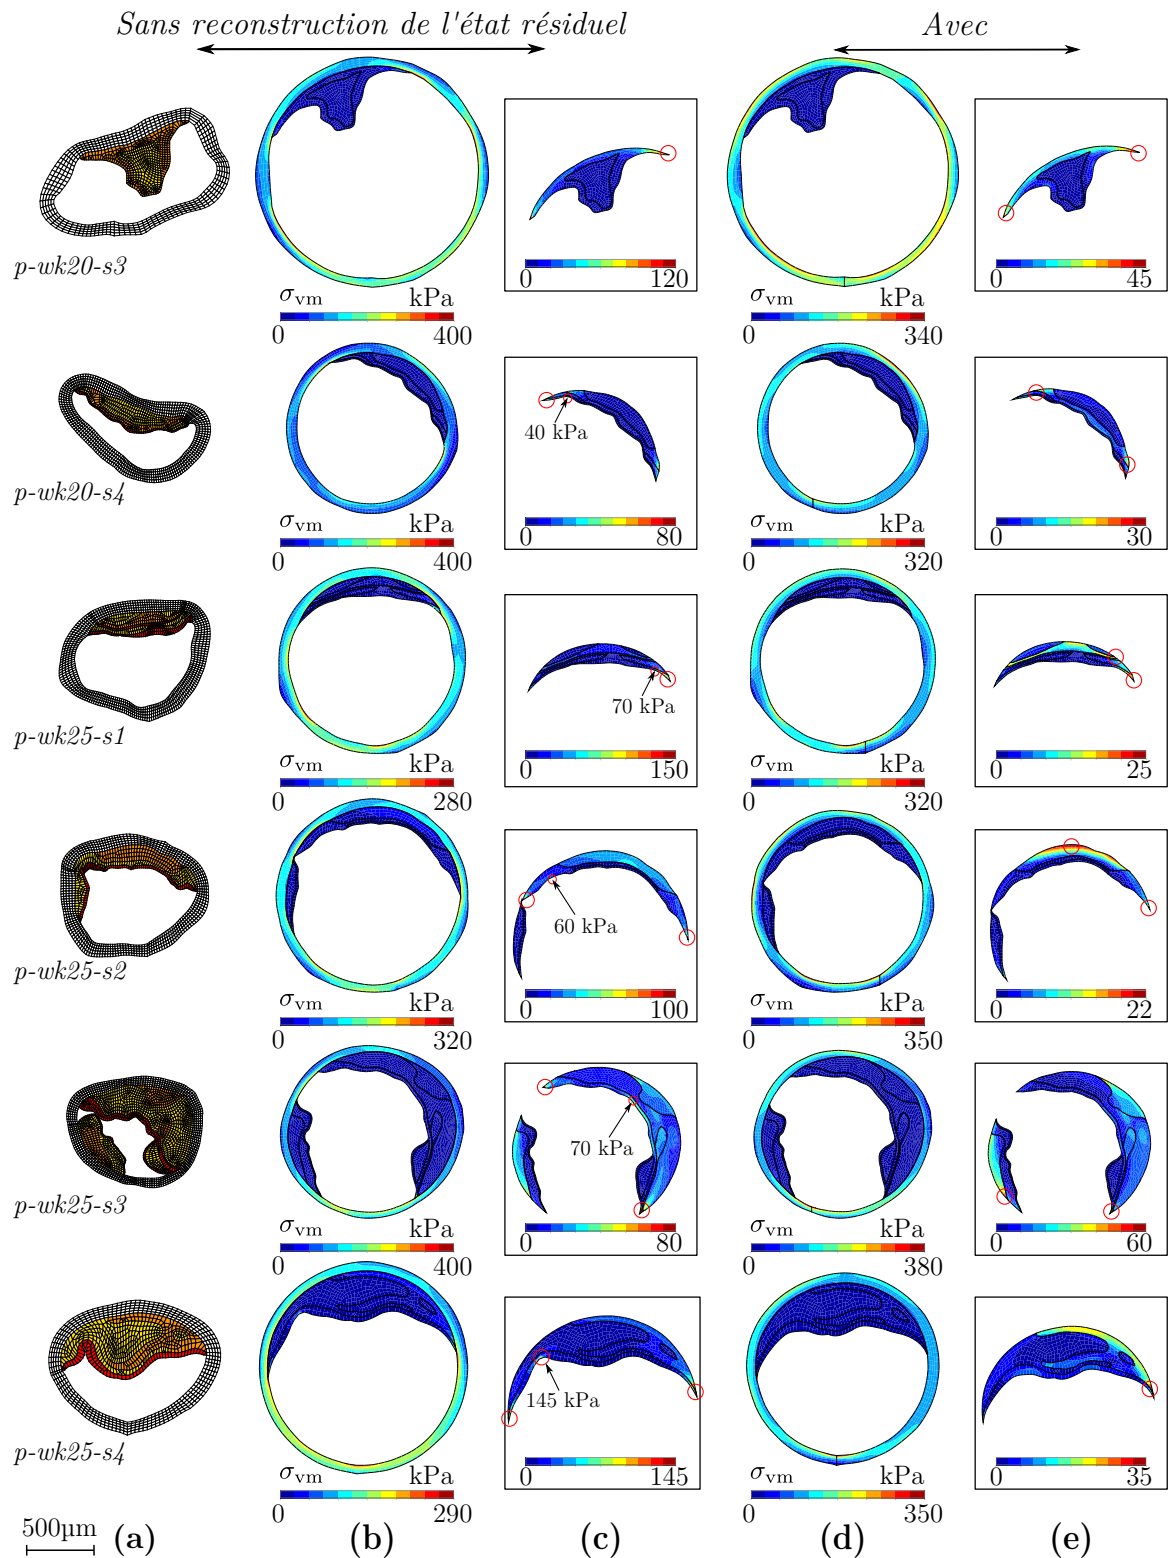 Sans reconstruction de l'état résiduel Avec
p-wk20-s3
σvm kPa
0 400
0 120
σvm kPa
0 340
0 45
p-wk20-s4
40 kPa
σvm kPa
0 400
0 80
σvm kPa
0 320
0 30
p-wk25-s1
70 kPa
σvm kPa
0 280
0 150
σvm kPa
0 320
0 25
p-wk25-s2
60 kPa
σvm kPa
0 320
0 100
σvm kPa
0 350
0 22
p-wk25-s3
70 kPa
σvm kPa
0 400
0 80
σvm kPa
0 380
0 60
p-wk25-s4
145 kPa
σvm kPa
0 290
0 145
σvm kPa
0 350
0 35
500µm (a) (b) (c) (d) (e)